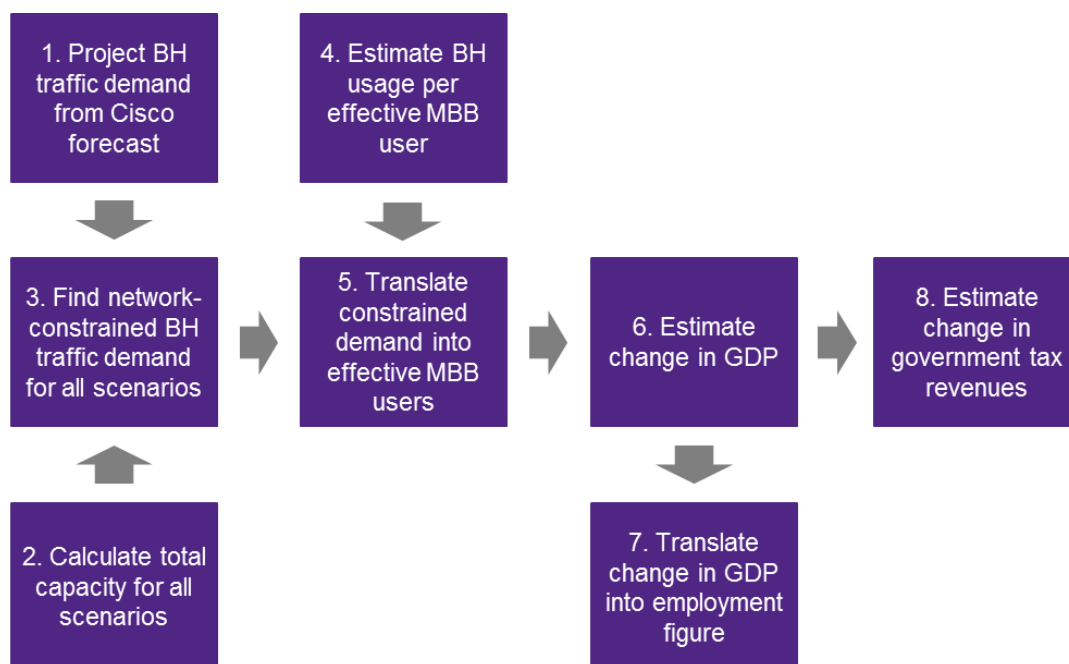 1. Project BH
traffic demand
from Cisco
forecast
4. Estimate BH
usage per
effective MBB
user
3. Find network-
constrained BH
traffic demand
for all scenarios
5. Translate
constrained
demand into
effective MBB
users
6. Estimate
change in GDP
8. Estimate
change in
government tax
revenues
2. Calculate total
capacity for all
scenarios
7. Translate
change in GDP
into employment
figure